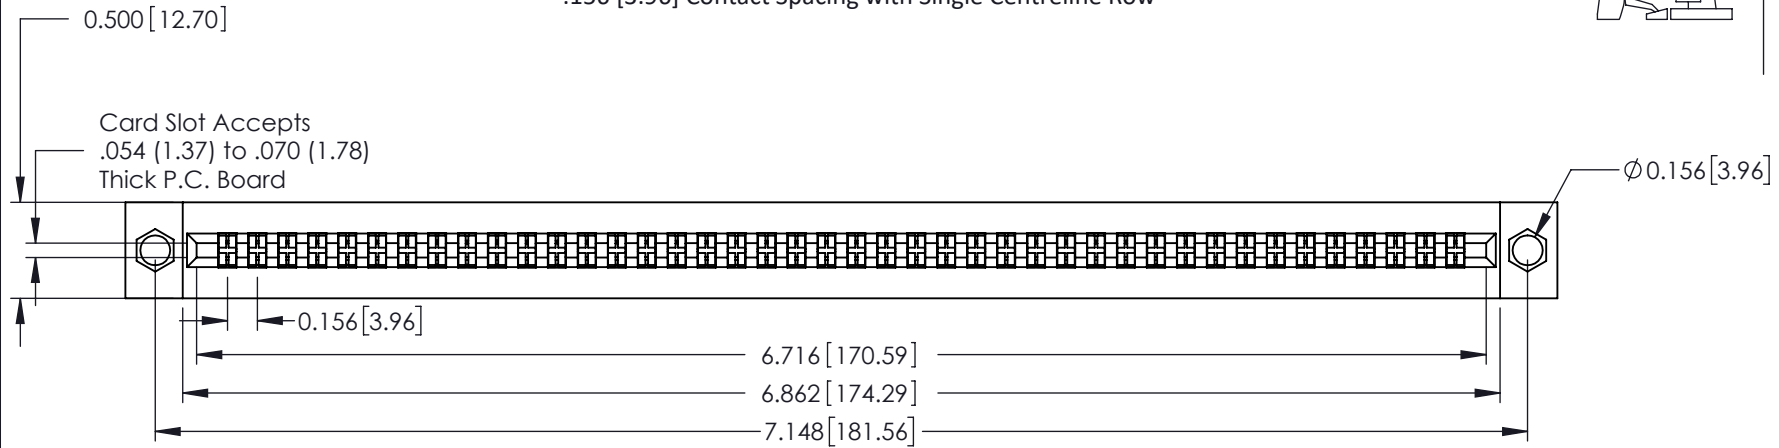 .156 [3.96] Contact Spacing with Single Centreline Row
0.500 [12.70]
Card Slot Accepts
.054 (1.37) to .070 (1.78)
Thick P.C. Board
Ø0.156 [3.96]
0.156 [3.96]
6.716 [170.59]
6.862 [174.29]
7.148 [181.56]